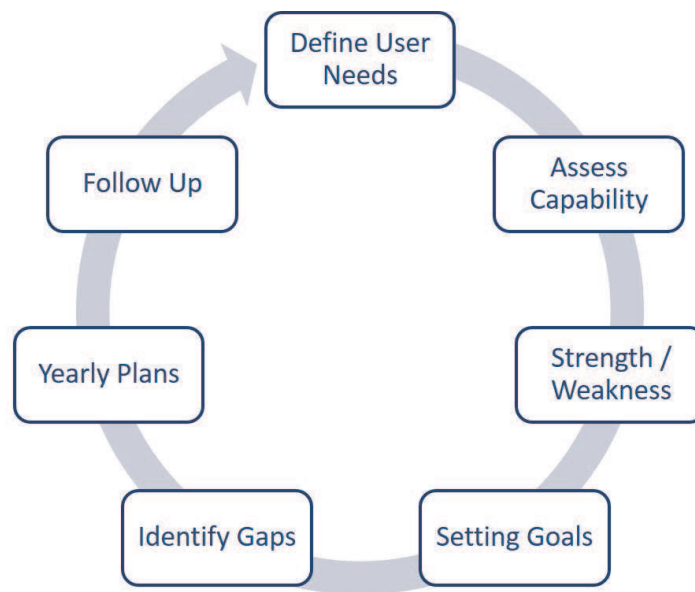 Define User
Needs
Assess
Capability
Strength /
Weakness
Setting Goals
Identify Gaps
Yearly Plans
Follow Up